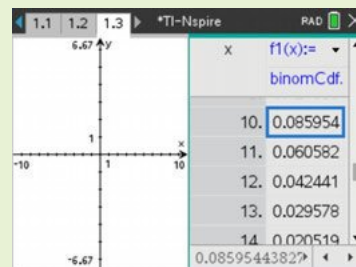 1.1 1.2 1.3 *TI-Nspire RAD
6.67 y
1
x
-10 1 10
-6.67
x f1(x):=
binomCdf.
10. 0.085954
11. 0.060582
12. 0.042441
13. 0.029578
14. 0.020519
0.0859544382